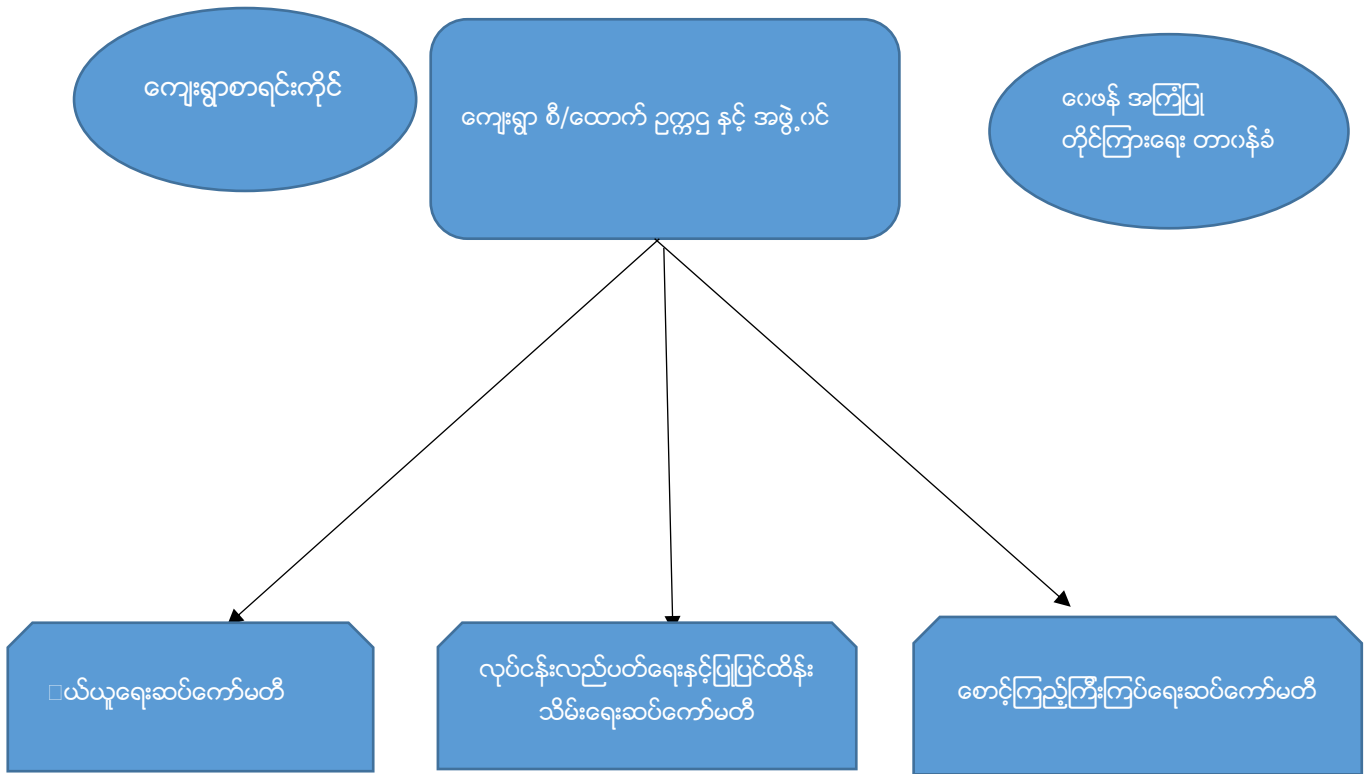 ကျေးရွာစာရင်းကိုင်
ကျေးရွာ စီ/ထောက် ဥက္ကဌ နှင့် အဖွဲ့ဝင်
ဝေဖန် အကြံပြု
တိုင်ကြားရေး တာဝန်ခံ
ယ်ယူရေးဆပ်ကော်မတီ
လုပ်ငန်းလည်ပတ်ရေးနှင့်ပြုပြင်ထိန်း
သိမ်းရေးဆပ်ကော်မတီ
စောင့်ကြည့်ကြီးကြပ်ရေးဆပ်ကော်မတီ